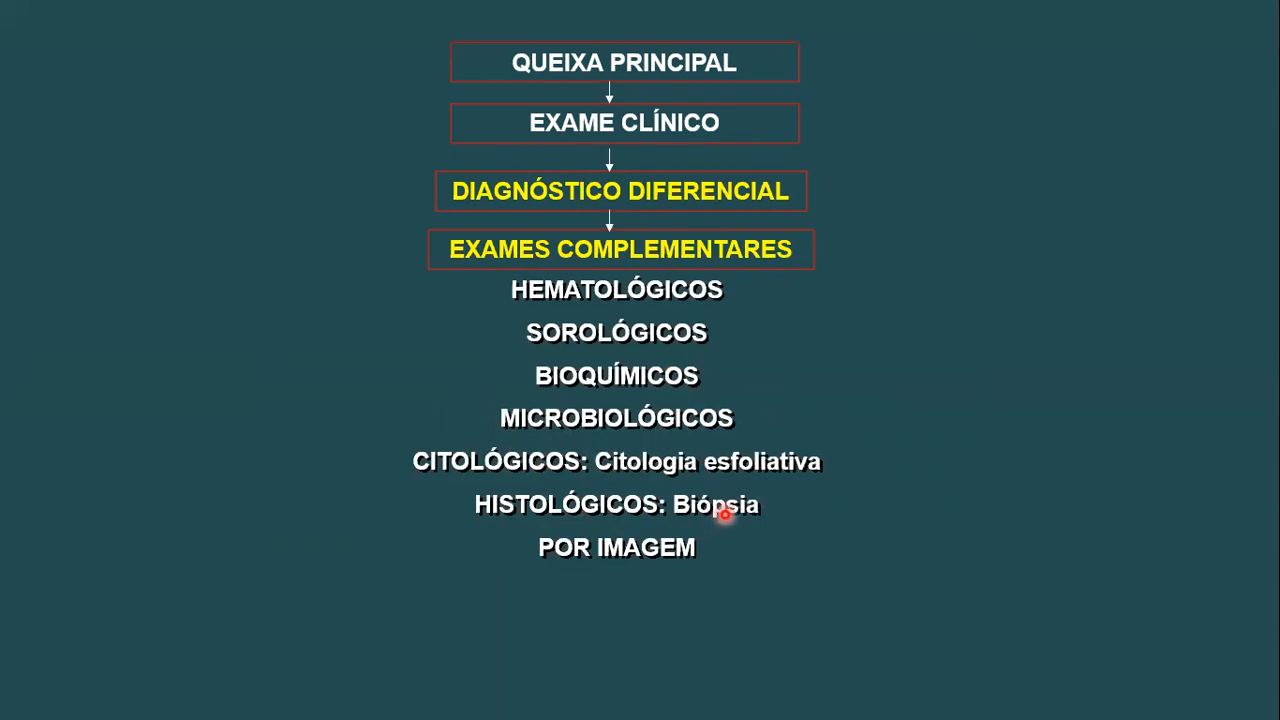 QUEIXA PRINCIPAL
EXAME CLÍNICO
DIAGNÓSTICO DIFERENCIAL
EXAMES COMPLEMENTARES
HEMATOLÓGICOS
SOROLÓGICOS
BIOQUÍMICOS
MICROBIOLÓGICOS
CITOLÓGICOS: Citologia esfoliativa
HISTOLÓGICOS: Biópsia
POR IMAGEM